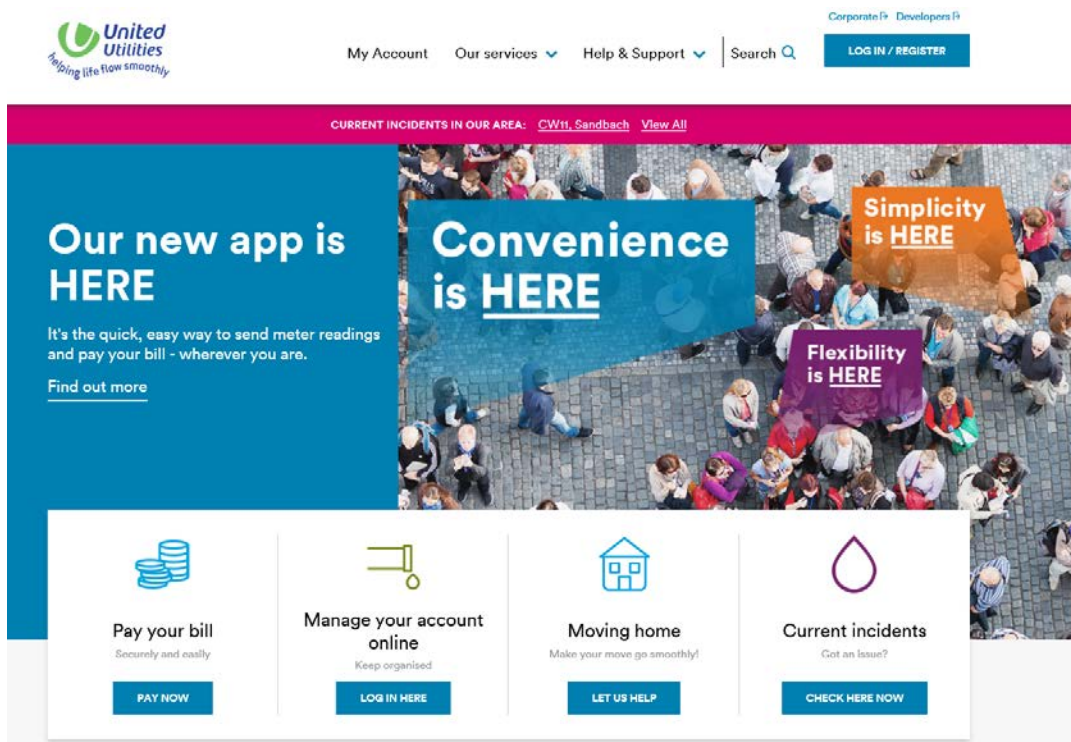 Corporate Developers
United
Utilities
helping life flow smoothly
My Account Our services Help & Support Search LOG IN / REGISTER
CURRENT INCIDENTS IN OUR AREA: CW11, Sandbach View All
Our new app is
HERE
It's the quick, easy way to send meter readings
and pay your bill - wherever you are.
Find out more
Convenience
is HERE
Simplicity
is HERE
Flexibility
is HERE
Pay your bill
Securely and easily
PAY NOW
Manage your account
online
Keep organised
LOG IN HERE
Moving home
Make your move go smoothly!
LET US HELP
Current incidents
Got an issue?
CHECK HERE NOW